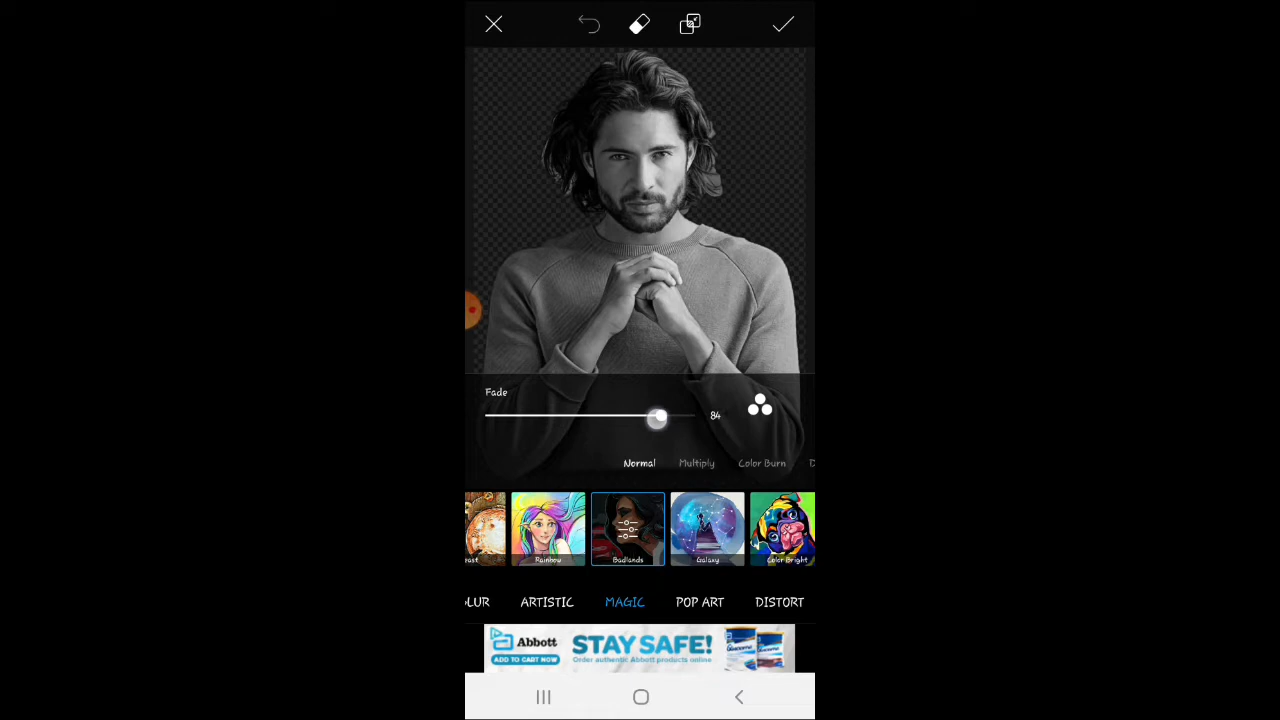 Fade
84
Normal Multiply Color Burn D
Rainbow Badlands Galaxy Color Bright
LUR ARTISTIC MAGIC POP ART DISTORT
Abbott STAY SAFE!
ADD TO CART NOW Order authentic Abbott products online